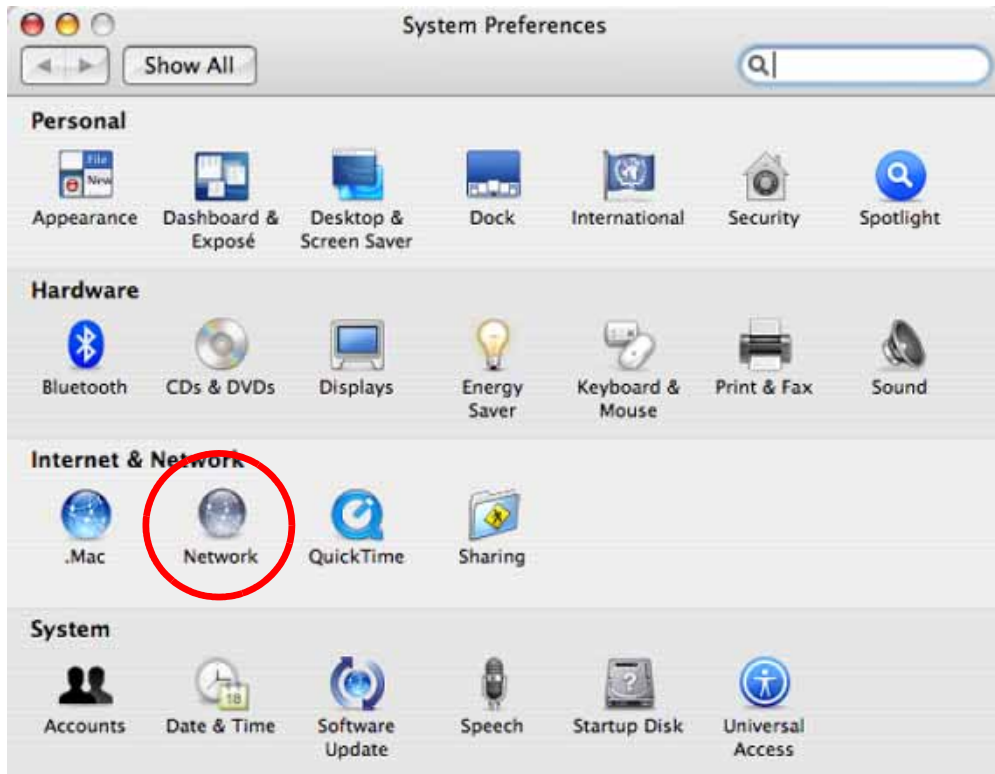 System Preferences
Show All
Personal
File
New
Appearance
Dashboard &
Exposé
Desktop &
Screen Saver
Dock
International
Security
Spotlight
Hardware
Bluetooth
CDs & DVDs
Displays
Energy
Saver
Keyboard &
Mouse
Print & Fax
Sound
Internet & Network
.Mac
Network
QuickTime
Sharing
System
18
?
Accounts
Date & Time
Software
Update
Speech
Startup Disk
Universal
Access